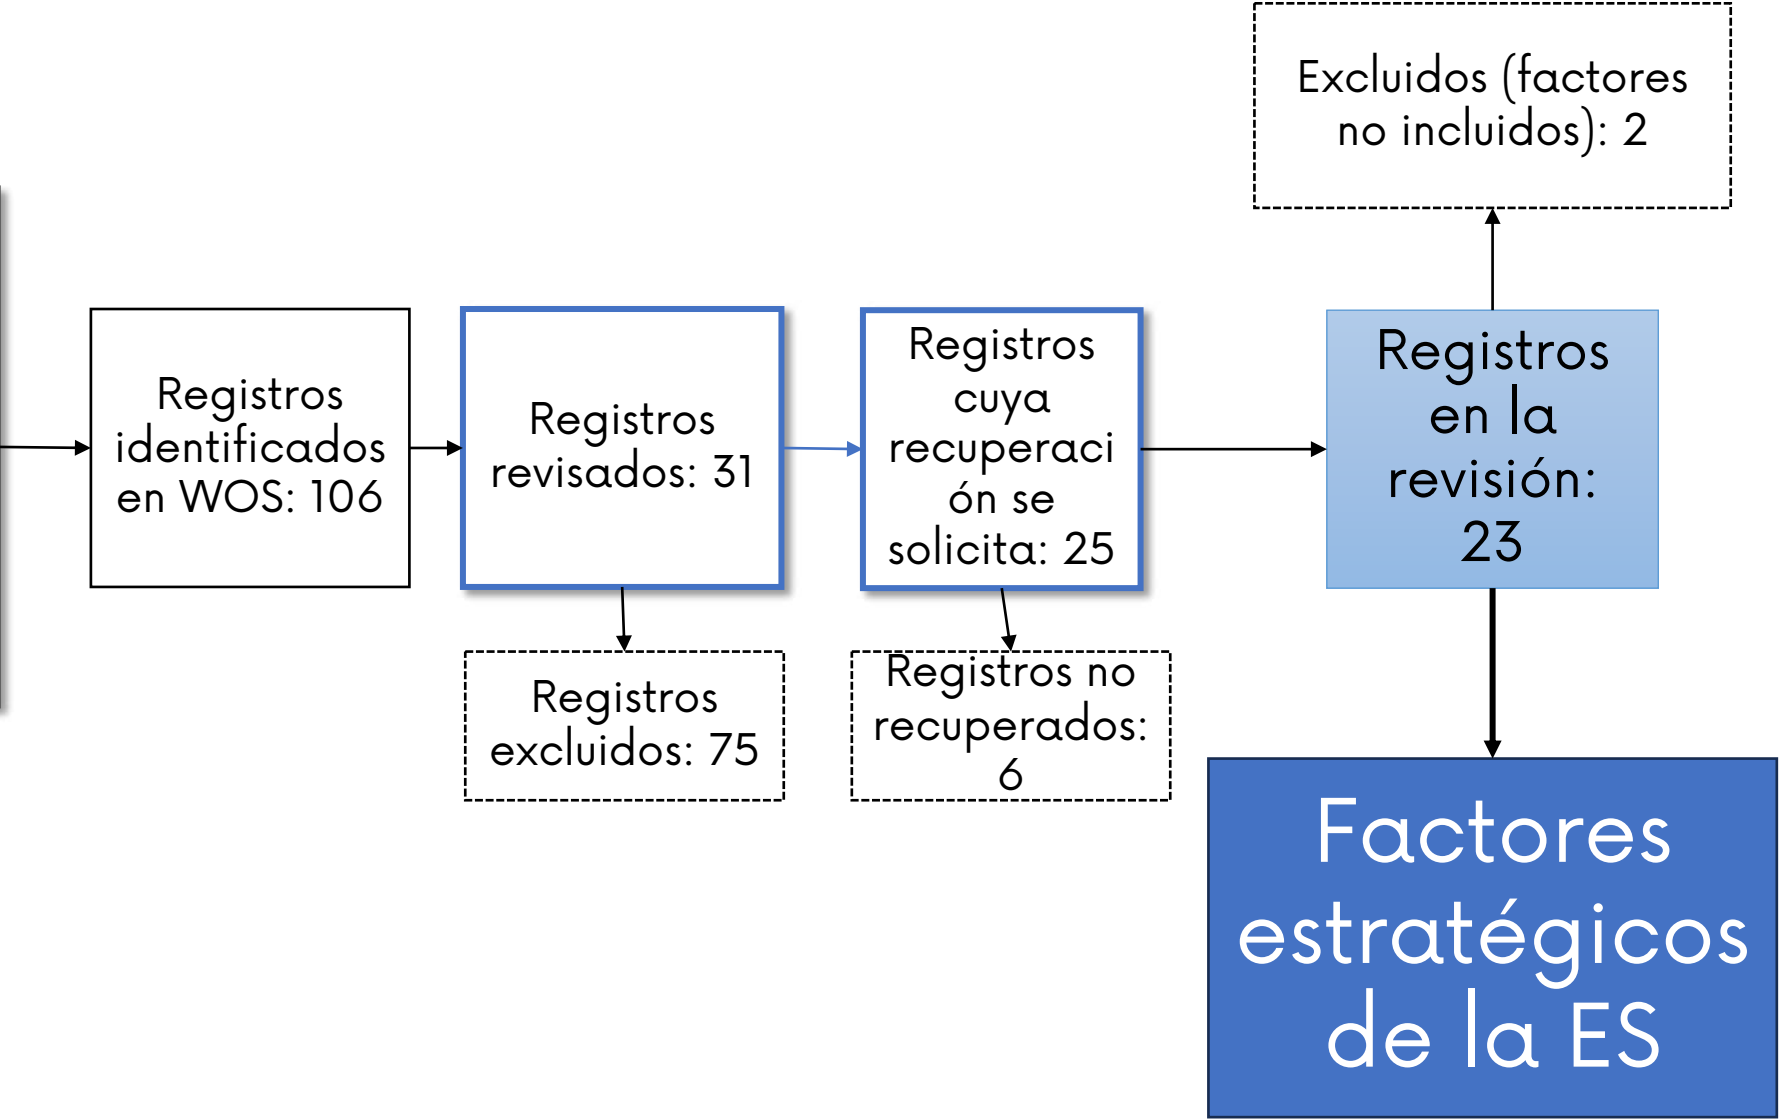 Excluidos (factores
no incluidos): 2
Registros
identificados
en WOS: 106
Registros
revisados: 31
Registros
cuya
recuperaci
ón se
solicita: 25
Registros
en la
revisión:
23
Registros
excluidos: 75
Registros no
recuperados:
6
Factores
estratégicos
de la ES